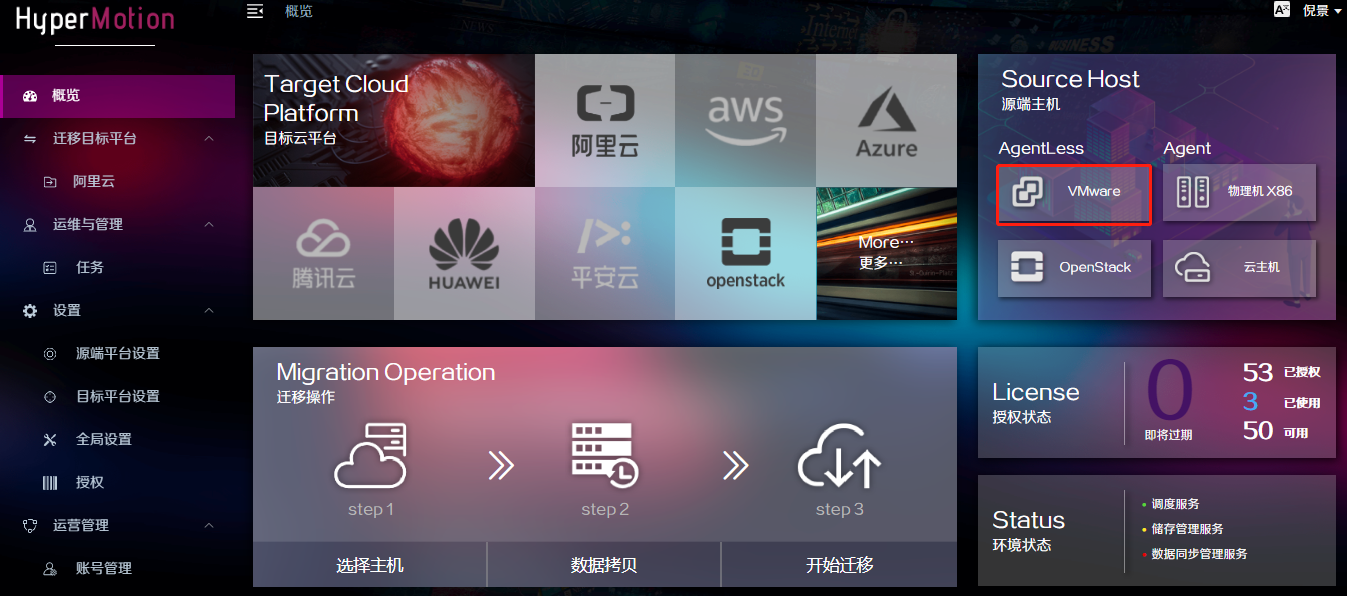 HyperMotion
概览
倪景
概览
迁移目标平台
阿里云
运维与管理
任务
设置
源端平台设置
目标平台设置
全局设置
授权
运营管理
账号管理
Target Cloud
Platform
目标云平台
阿里云
aws
Azure
腾讯云
HUAWEI
平安云
openstack
More…
更多…
Source Host
源端主机
AgentLess
Agent
VMware
物理机 X86
OpenStack
云主机
Migration Operation
迁移操作
step 1
step 2
step 3
选择主机
数据拷贝
开始迁移
License
授权状态
0
即将过期
53 已授权
3 已使用
50 可用
Status
环境状态
调度服务
储存管理服务
数据同步管理服务